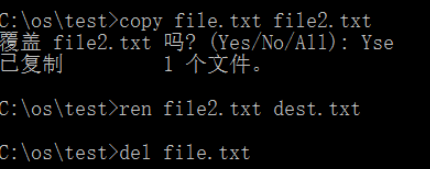 C:\os\test>copy file.txt file2.txt
覆盖 file2.txt 吗? (Yes/No/All): Yse
已复制         1 个文件。
C:\os\test>ren file2.txt dest.txt
C:\os\test>del file.txt